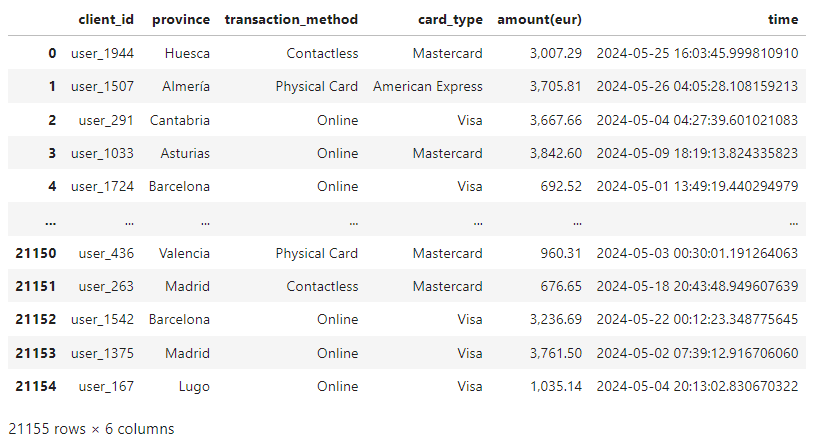 client_id province transaction_method card_type amount(eur) time
0 user_1944 Huesca Contactless Mastercard 3,007.29 2024-05-25 16:03:45.999810910
1 user_1507 Almería Physical Card American Express 3,705.81 2024-05-26 04:05:28.108159213
2 user_291 Cantabria Online Visa 3,667.66 2024-05-04 04:27:39.601021083
3 user_1033 Asturias Online Mastercard 3,842.60 2024-05-09 18:19:13.824335823
4 user_1724 Barcelona Online Visa 692.52 2024-05-01 13:49:19.440294979
... ... ... ... ... ... ...
21150 user_436 Valencia Physical Card Mastercard 960.31 2024-05-03 00:30:01.191264063
21151 user_263 Madrid Contactless Mastercard 676.65 2024-05-18 20:43:48.949607639
21152 user_1542 Barcelona Online Visa 3,236.69 2024-05-22 00:12:23.348775645
21153 user_1375 Madrid Online Visa 3,761.50 2024-05-02 07:39:12.916706060
21154 user_167 Lugo Online Visa 1,035.14 2024-05-04 20:13:02.830670322
21155 rows × 6 columns